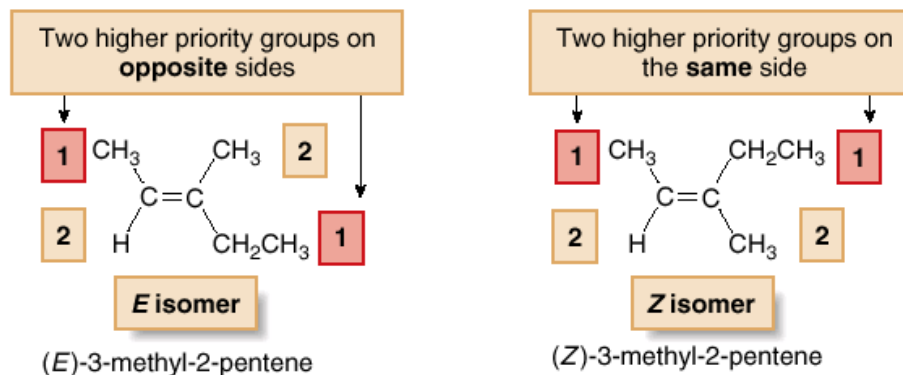 Two higher priority groups on
opposite sides
1
CH₃
CH₃
2
C=C
2
H
CH₂CH₃
1
E isomer
(E)-3-methyl-2-pentene
Two higher priority groups on
the same side
1
CH₃
CH₂CH₃
1
C=C
2
H
CH₃
2
Z isomer
(Z)-3-methyl-2-pentene